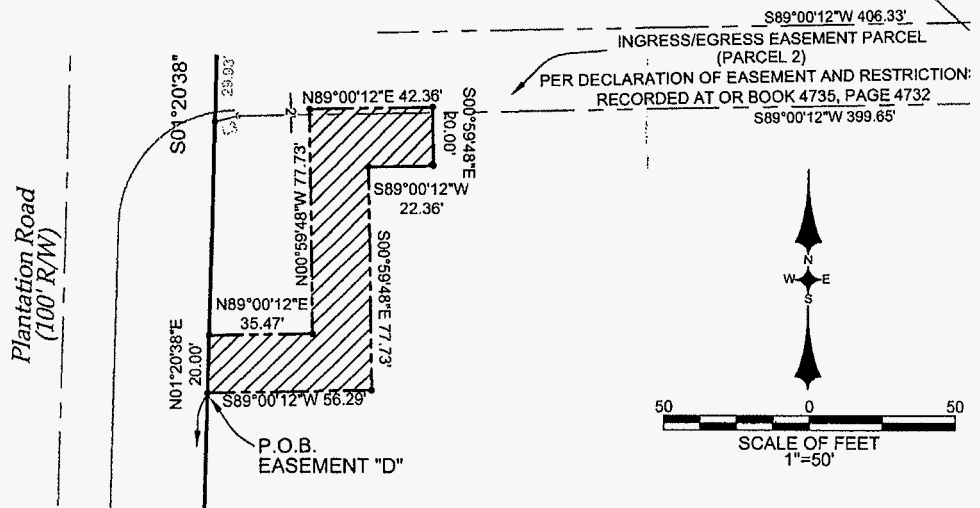 S89°00'12"W 406.33'
INGRESS/EGRESS EASEMENT PARCEL
(PARCEL 2)
PER DECLARATION OF EASEMENT AND RESTRICTION
RECORDED AT OR BOOK 4735, PAGE 4732
S89°00'12"W 399.65'
S01°20'38"
29.93'
N89°00'12"E 42.36'
S00°59'48"E
20.00'
S89°00'12"W
22.36'
N00°59'48"W 77.73'
S00°59'48"E 77.73'
N89°00'12"E
35.47'
N01°20'38"E
20.00'
S89°00'12"W 56.29'
P.O.B.
EASEMENT "D"
Plantation Road
(100' R/W)
N
W E
S
50 0 50
SCALE OF FEET
1"=50'